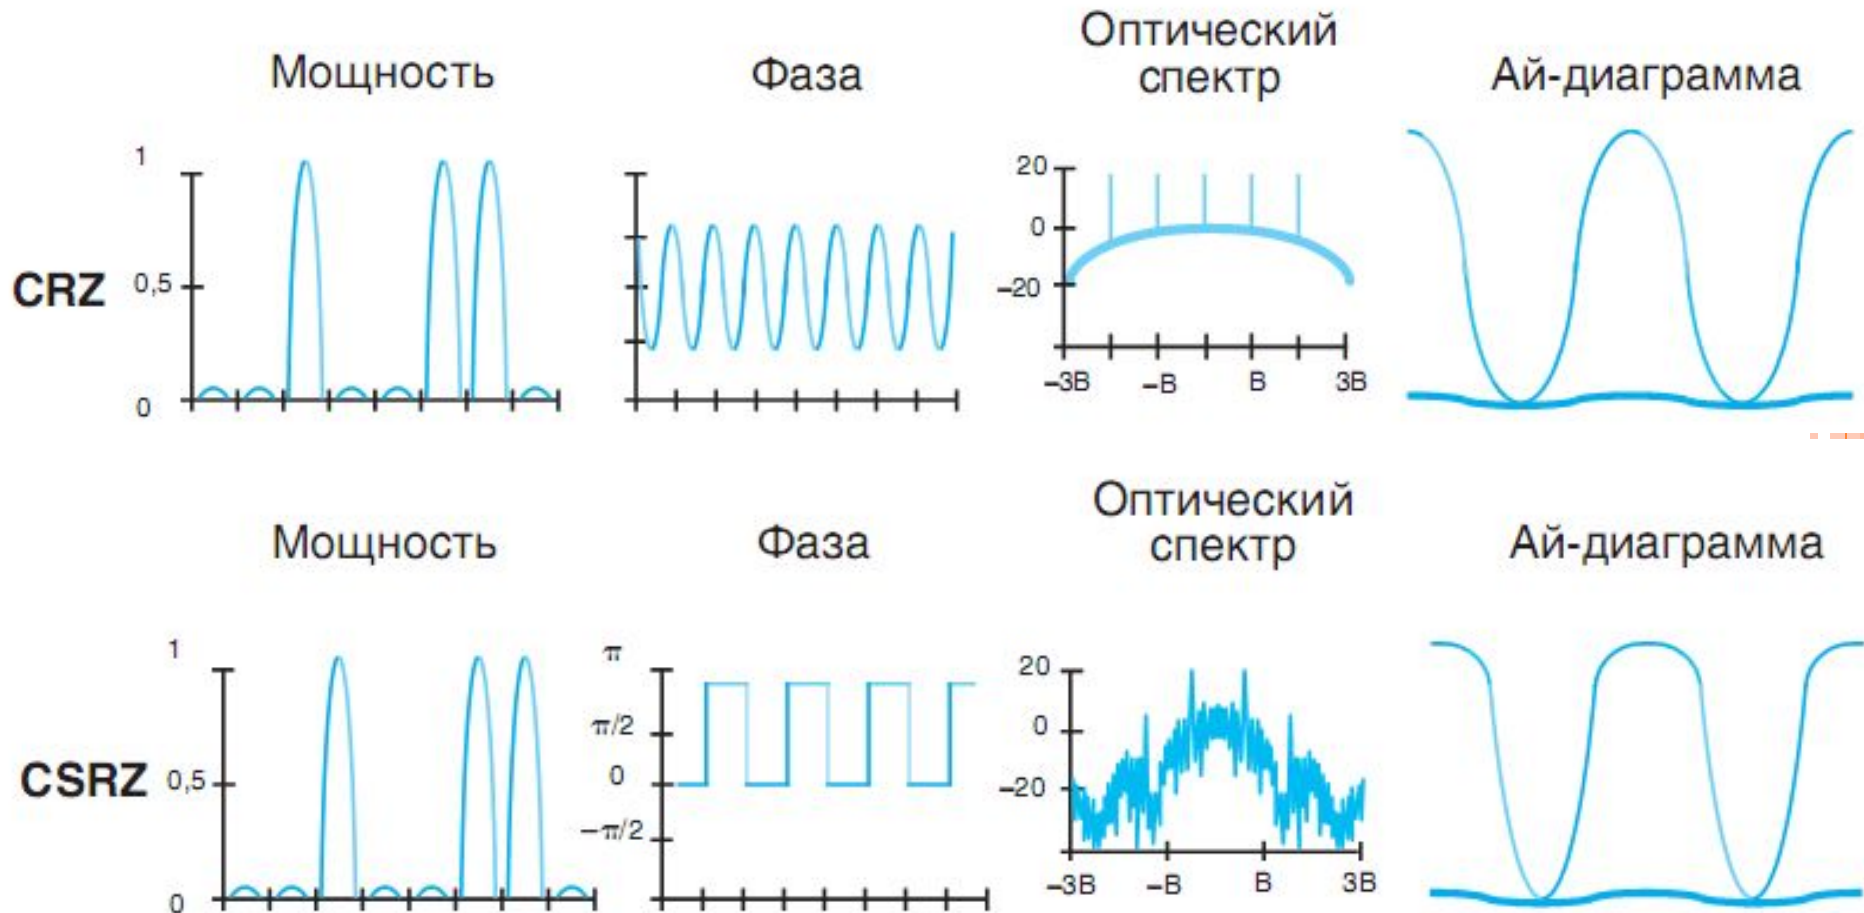 Мощность
Фаза
Оптический
спектр
Ай-диаграмма
CRZ
1
0,5
0
20
0
–20
–3B
–B
B
3B
Мощность
Фаза
Оптический
спектр
Ай-диаграмма
CSRZ
1
0,5
0
π
π/2
0
–π/2
20
0
–20
–3B
–B
B
3B